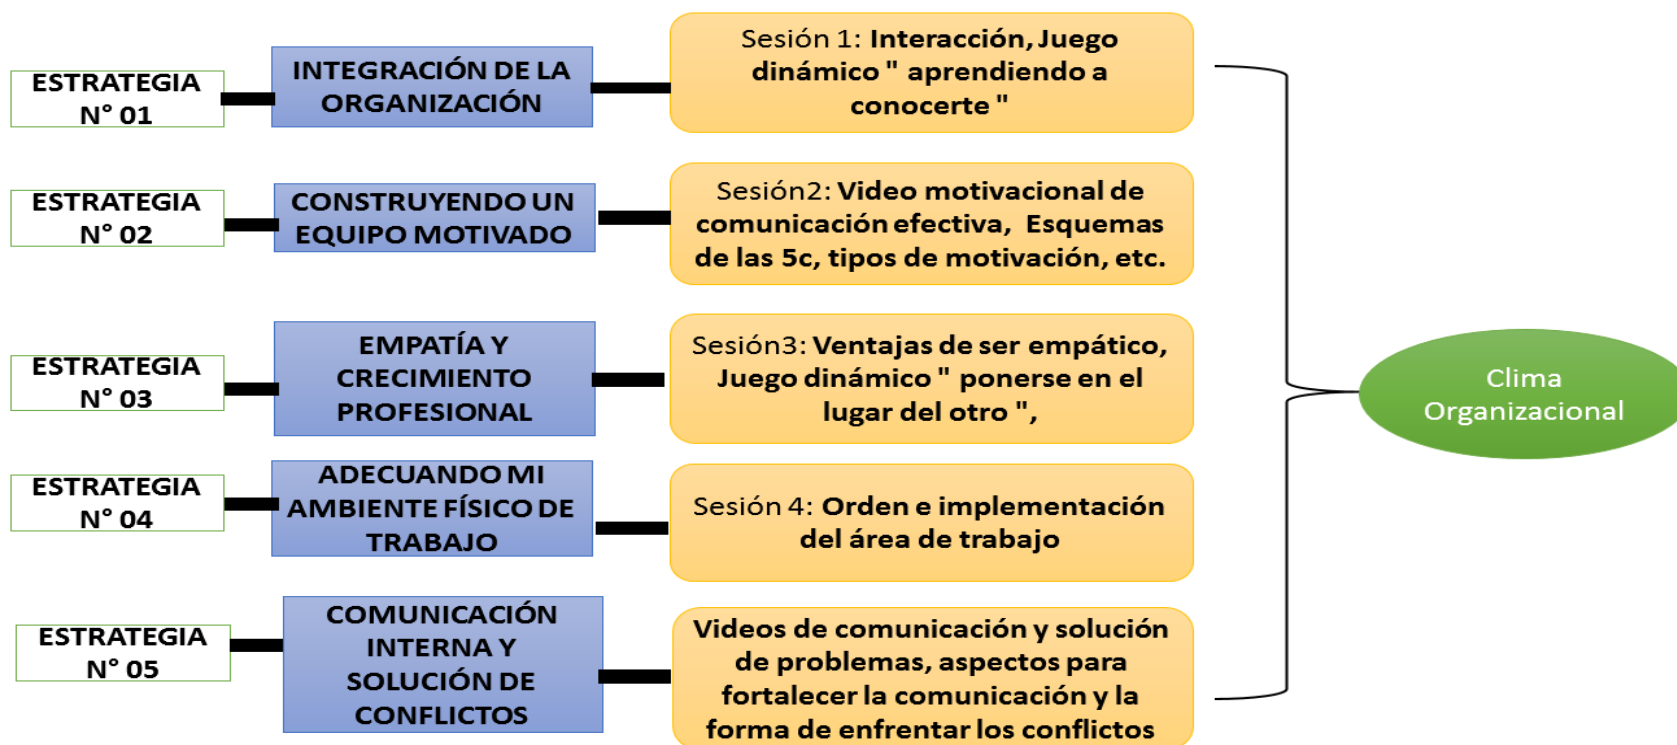 ESTRATEGIA
N° 01
INTEGRACIÓN DE LA
ORGANIZACIÓN
Sesión 1: Interacción, Juego
dinámico " aprendiendo a
conocerte "
ESTRATEGIA
N° 02
CONSTRUYENDO UN
EQUIPO MOTIVADO
Sesión2: Video motivacional de
comunicación efectiva, Esquemas
de las 5c, tipos de motivación, etc.
ESTRATEGIA
N° 03
EMPATÍA Y
CRECIMIENTO
PROFESIONAL
Sesión3: Ventajas de ser empático,
Juego dinámico " ponerse en el
lugar del otro ",
ESTRATEGIA
N° 04
ADECUANDO MI
AMBIENTE FÍSICO DE
TRABAJO
Sesión 4: Orden e implementación
del área de trabajo
ESTRATEGIA
N° 05
COMUNICACIÓN
INTERNA Y
SOLUCIÓN DE
CONFLICTOS
Videos de comunicación y solución
de problemas, aspectos para
fortalecer la comunicación y la
forma de enfrentar los conflictos
Clima
Organizacional